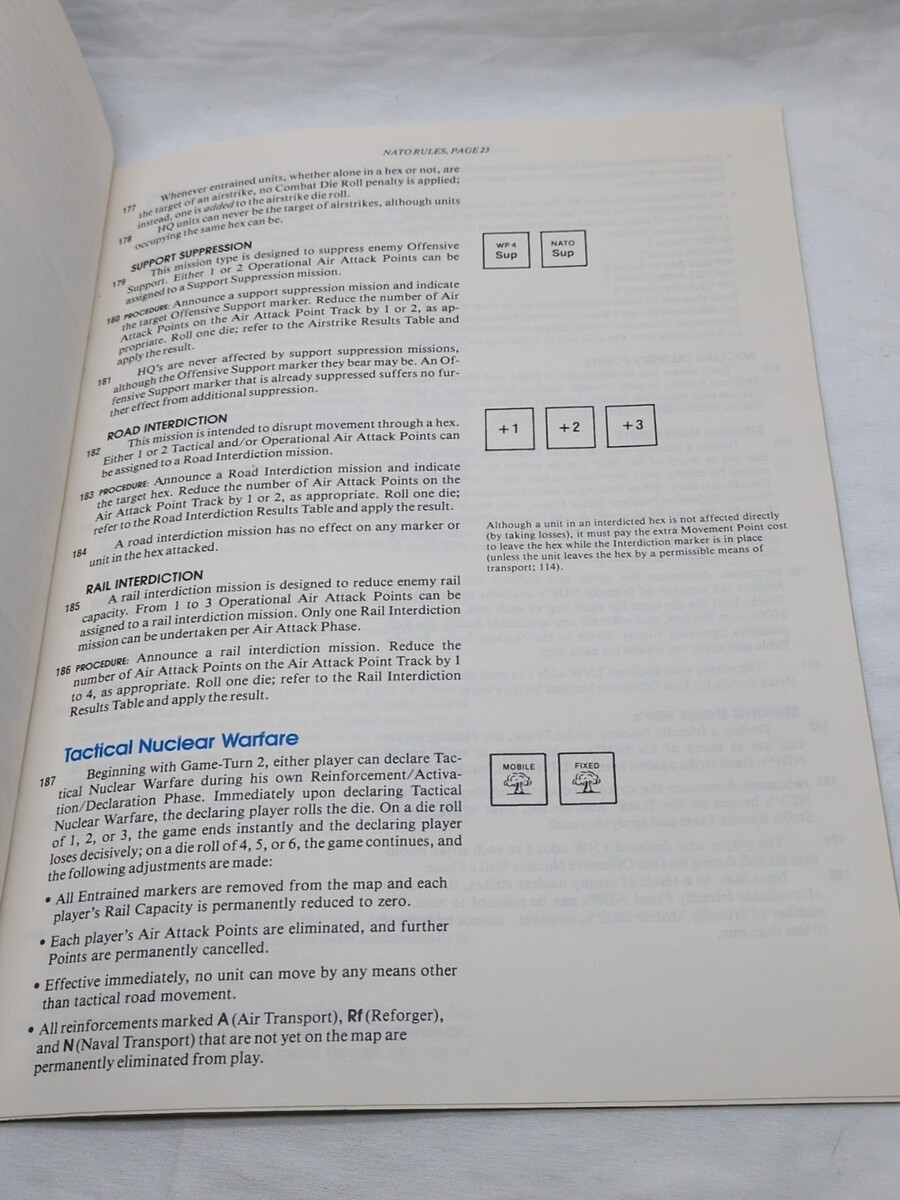 NATO RULES, PAGE 23
177 Whenever entrained units, whether alone in a hex or not, are
the target of an airstrike, no Combat Die Roll penalty is applied;
instead, one is added to the airstrike die roll.
178 HQ units can never be the target of airstrikes, although units
occupying the same hex can be.
SUPPORT SUPPRESSION
179 This mission type is designed to suppress enemy Offensive
Support. Either 1 or 2 Operational Air Attack Points can be
assigned to a Support Suppression mission.
180 PROCEDURE: Announce a support suppression mission and indicate
the target Offensive Support marker. Reduce the number of Air
Attack Points on the Air Attack Point Track by 1 or 2, as ap-
propriate. Roll one die; refer to the Airstrike Results Table and
apply the result.
181 HQ's are never affected by support suppression missions,
although the Offensive Support marker they bear may be. An Of-
fensive Support marker that is already suppressed suffers no fur-
ther effect from additional suppression.
ROAD INTERDICTION
182 This mission is intended to disrupt movement through a hex.
Either 1 or 2 Tactical and/or Operational Air Attack Points can
be assigned to a Road Interdiction mission.
183 PROCEDURE: Announce a Road Interdiction mission and indicate
the target hex. Reduce the number of Air Attack Points on the
Air Attack Point Track by 1 or 2, as appropriate. Roll one die;
refer to the Road Interdiction Results Table and apply the result.
184 A road interdiction mission has no effect on any marker or
unit in the hex attacked.
RAIL INTERDICTION
185 A rail interdiction mission is designed to reduce enemy rail
capacity. From 1 to 3 Operational Air Attack Points can be
assigned to a rail interdiction mission. Only one Rail Interdiction
mission can be undertaken per Air Attack Phase.
186 PROCEDURE: Announce a rail interdiction mission. Reduce the
number of Air Attack Points on the Air Attack Point Track by 1
to 4, as appropriate. Roll one die; refer to the Rail Interdiction
Results Table and apply the result.
Tactical Nuclear Warfare
187 Beginning with Game-Turn 2, either player can declare Tac-
tical Nuclear Warfare during his own Reinforcement/Activa-
tion/Declaration Phase. Immediately upon declaring Tactical
Nuclear Warfare, the declaring player rolls the die. On a die roll
of 1, 2, or 3, the game ends instantly and the declaring player
loses decisively; on a die roll of 4, 5, or 6, the game continues, and
the following adjustments are made:
• All Entrained markers are removed from the map and each
player's Rail Capacity is permanently reduced to zero.
• Each player's Air Attack Points are eliminated, and further
Points are permanently cancelled.
• Effective immediately, no unit can move by any means other
than tactical road movement.
• All reinforcements marked A (Air Transport), Rf (Reforger),
and N (Naval Transport) that are not yet on the map are
permanently eliminated from play.
WP 4 NATO
Sup Sup
+1 +2 +3
Although a unit in an interdicted hex is not affected directly
(by taking losses), it must pay the extra Movement Point cost
to leave the hex while the Interdiction marker is in place
(unless the unit leaves the hex by a permissible means of
transport; 114).
MOBILE FIXED